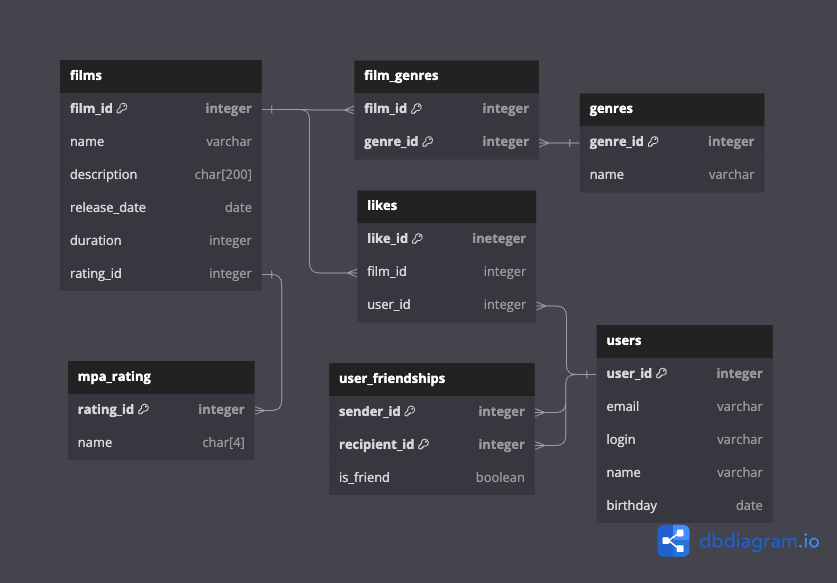 films
film_id integer
name varchar
description char[200]
release_date date
duration integer
rating_id integer
film_genres
film_id integer
genre_id integer
genres
genre_id integer
name varchar
likes
like_id ineteger
film_id integer
user_id integer
mpa_rating
rating_id integer
name char[4]
user_friendships
sender_id integer
recipient_id integer
is_friend boolean
users
user_id integer
email varchar
login varchar
name varchar
birthday date
dbdiagram.io